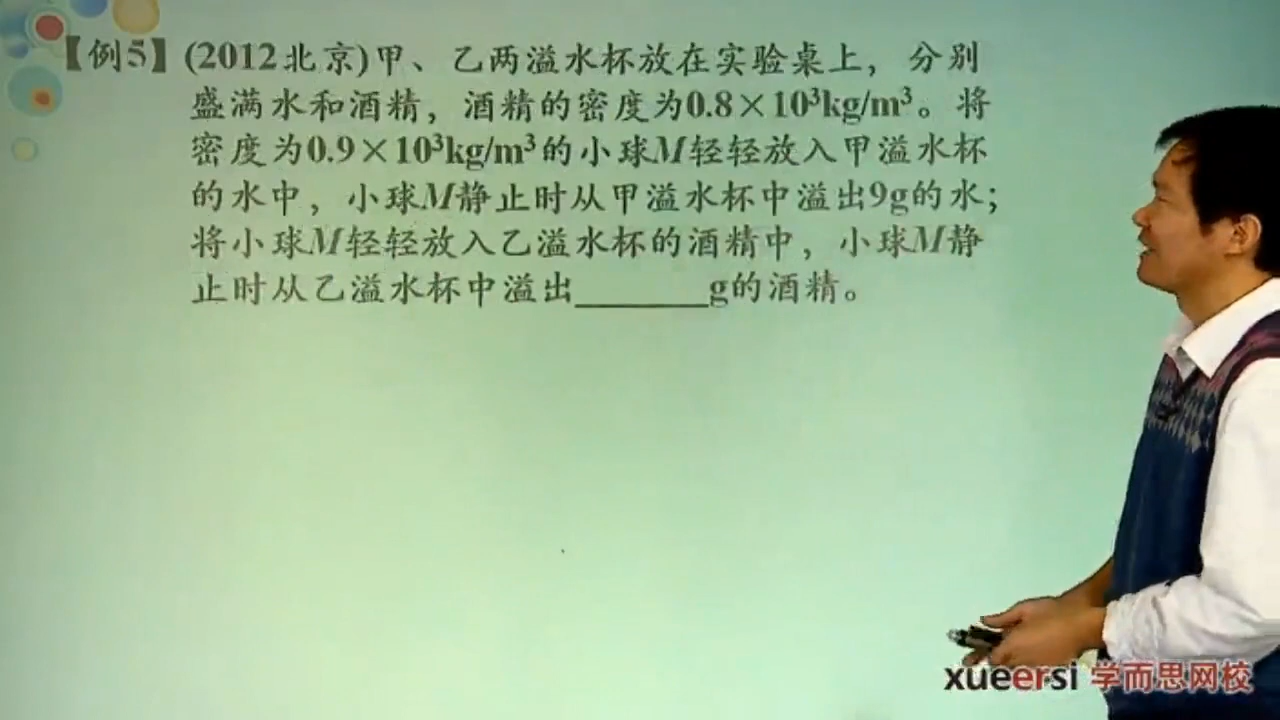 【例5】(2012北京)甲、乙两溢水杯放在实验桌上，分别
盛满水和酒精，酒精的密度为0.8×10³kg/m³。将
密度为0.9×10³kg/m³的小球M轻轻放入甲溢水杯
的水中，小球M静止时从甲溢水杯中溢出9g的水；
将小球M轻轻放入乙溢水杯的酒精中，小球M静
止时从乙溢水杯中溢出_______g的酒精。
xueersi 学而思网校